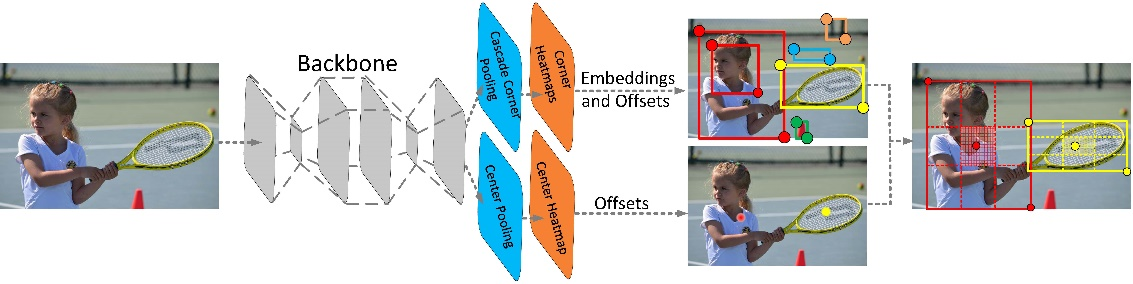 Backbone
Cascade Corner
Pooling
Corner
Heatmaps
Embeddings
and Offsets
Center Pooling
Center Heatmap
Offsets